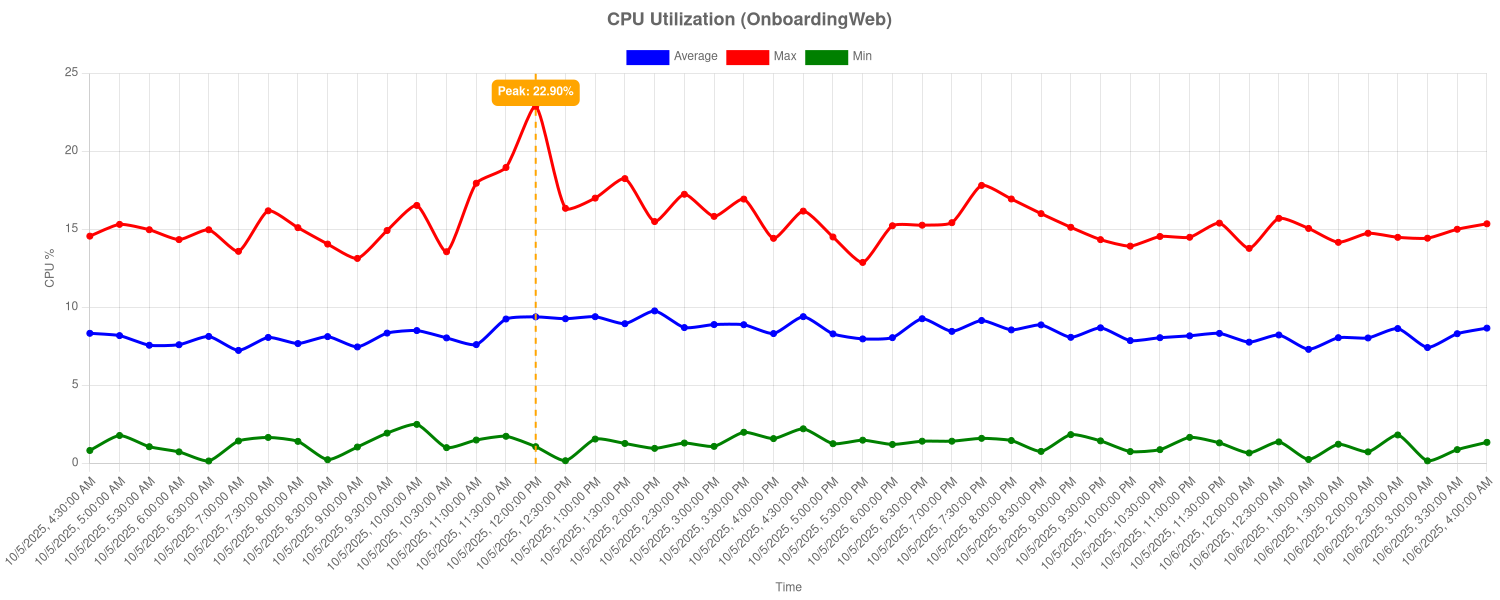 CPU Utilization (OnboardingWeb)
Average Max Min
Peak: 22.90%
CPU %
25
20
15
10
5
0
10/5/2025, 4:30:00 AM
10/5/2025, 5:00:00 AM
10/5/2025, 5:30:00 AM
10/5/2025, 6:00:00 AM
10/5/2025, 6:30:00 AM
10/5/2025, 7:00:00 AM
10/5/2025, 7:30:00 AM
10/5/2025, 8:00:00 AM
10/5/2025, 8:30:00 AM
10/5/2025, 9:00:00 AM
10/5/2025, 9:30:00 AM
10/5/2025, 10:00:00 AM
10/5/2025, 10:30:00 AM
10/5/2025, 11:00:00 AM
10/5/2025, 11:30:00 AM
10/5/2025, 12:00:00 PM
10/5/2025, 12:30:00 PM
10/5/2025, 1:00:00 PM
10/5/2025, 1:30:00 PM
10/5/2025, 2:00:00 PM
10/5/2025, 2:30:00 PM
10/5/2025, 3:00:00 PM
10/5/2025, 3:30:00 PM
10/5/2025, 4:00:00 PM
10/5/2025, 4:30:00 PM
10/5/2025, 5:00:00 PM
10/5/2025, 5:30:00 PM
10/5/2025, 6:00:00 PM
10/5/2025, 6:30:00 PM
10/5/2025, 7:00:00 PM
10/5/2025, 7:30:00 PM
10/5/2025, 8:00:00 PM
10/5/2025, 8:30:00 PM
10/5/2025, 9:00:00 PM
10/5/2025, 9:30:00 PM
10/5/2025, 10:00:00 PM
10/5/2025, 10:30:00 PM
10/5/2025, 11:00:00 PM
10/5/2025, 11:30:00 PM
10/6/2025, 12:00:00 AM
10/6/2025, 12:30:00 AM
10/6/2025, 1:00:00 AM
10/6/2025, 1:30:00 AM
10/6/2025, 2:00:00 AM
10/6/2025, 2:30:00 AM
10/6/2025, 3:00:00 AM
10/6/2025, 3:30:00 AM
10/6/2025, 4:00:00 AM
Time